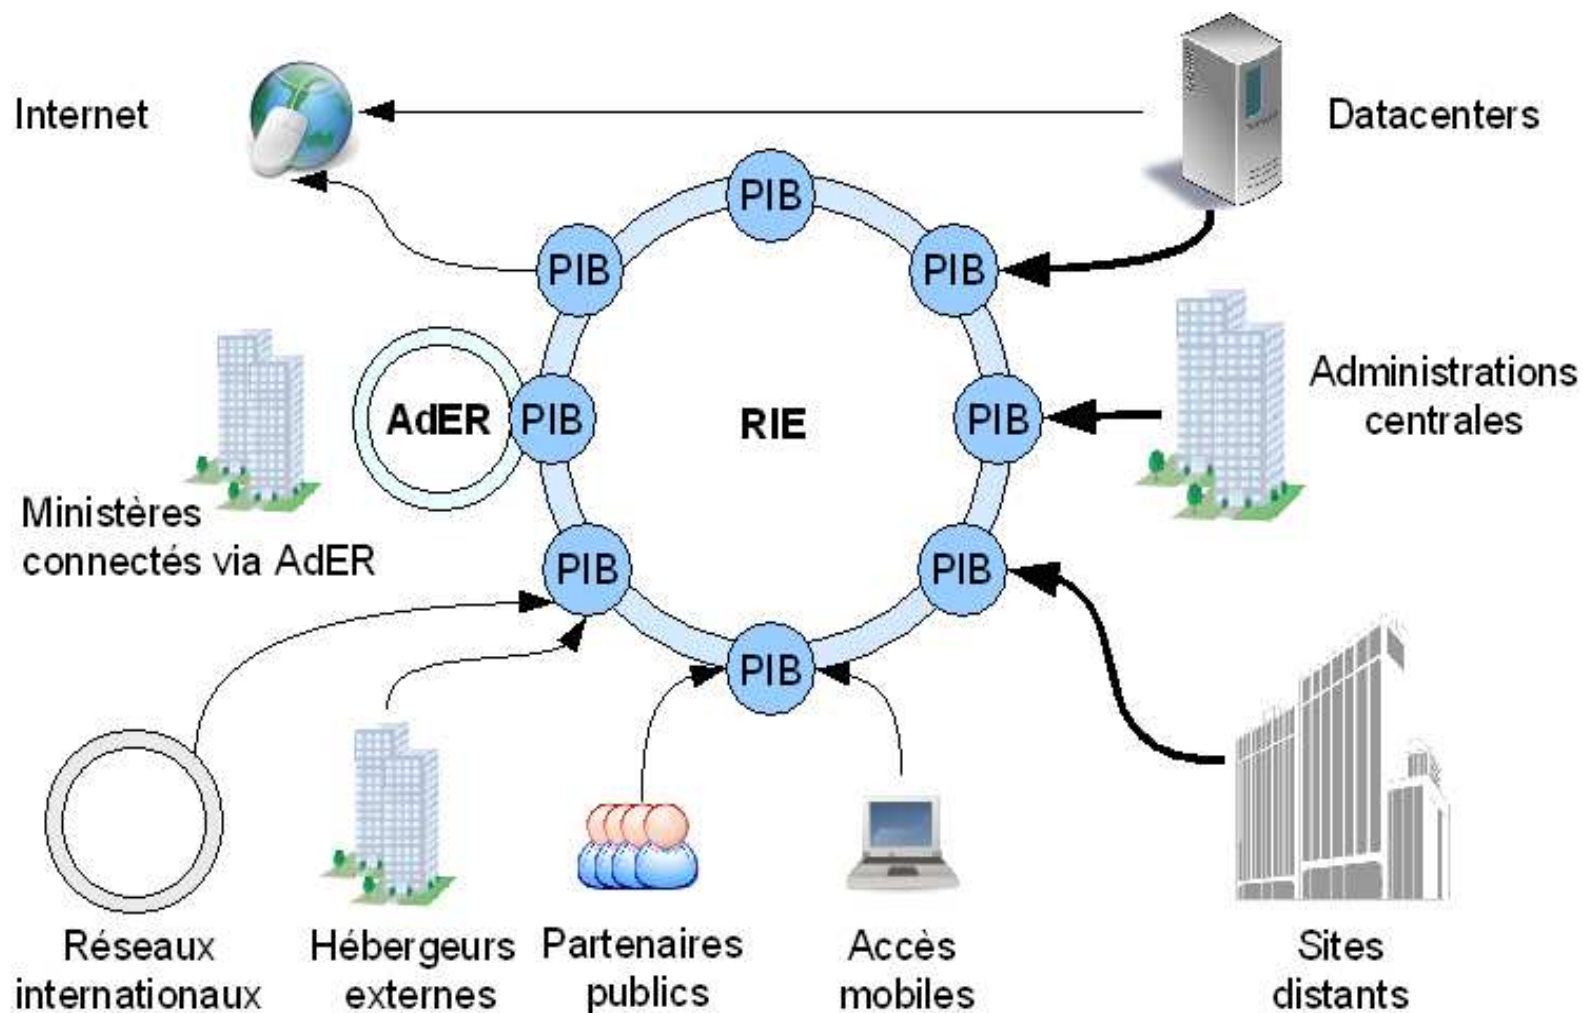 Internet
Datacenters
PIB
PIB
PIB
Administrations
centrales
AdER
PIB
RIE
PIB
Ministères
connectés via AdER
PIB
PIB
PIB
Réseaux
internationaux
Hébergeurs
externes
Partenaires
publics
Accès
mobiles
Sites
distants